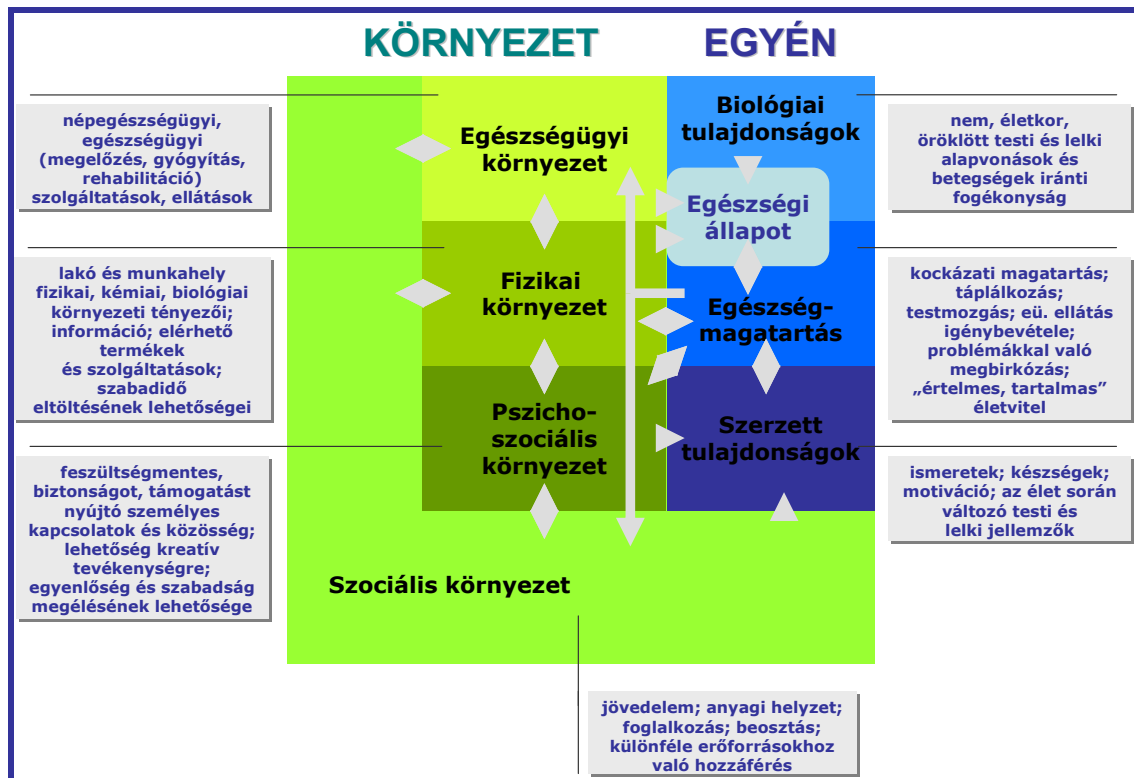 KÖRNYEZET
EGYÉN
népegészségügyi,
egészségügyi
(megelőzés, gyógyítás,
rehabilitáció)
szolgáltatások, ellátások
Egészségügyi
környezet
Biológiai
tulajdonságok
nem, életkor,
öröklött testi és lelki
alapvonások és
betegségek iránti
fogékonyság
Egészségi
állapot
lakó és munkahely
fizikai, kémiai, biológiai
környezeti tényezői;
információ; elérhető
termékek
és szolgáltatások;
szabadidő
eltöltésének lehetőségei
Fizikai
környezet
Egészség-
magatartás
kockázati magatartás;
táplálkozás;
testmozgás; eü. ellátás
igénybevétele;
problémákkal való
megbirkózás;
„értelmes, tartalmas”
életvitel
Pszicho-
szociális
környezet
Szerzett
tulajdonságok
feszültségmentes,
biztonságot, támogatást
nyújtó személyes
kapcsolatok és közösség;
lehetőség kreatív
tevékenységre;
egyenlőség és szabadság
megélésének lehetősége
ismeretek; készségek;
motiváció; az élet során
változó testi és
lelki jellemzők
Szociális környezet
jövedelem; anyagi helyzet;
foglalkozás; beosztás;
különféle erőforrásokhoz
való hozzáférés